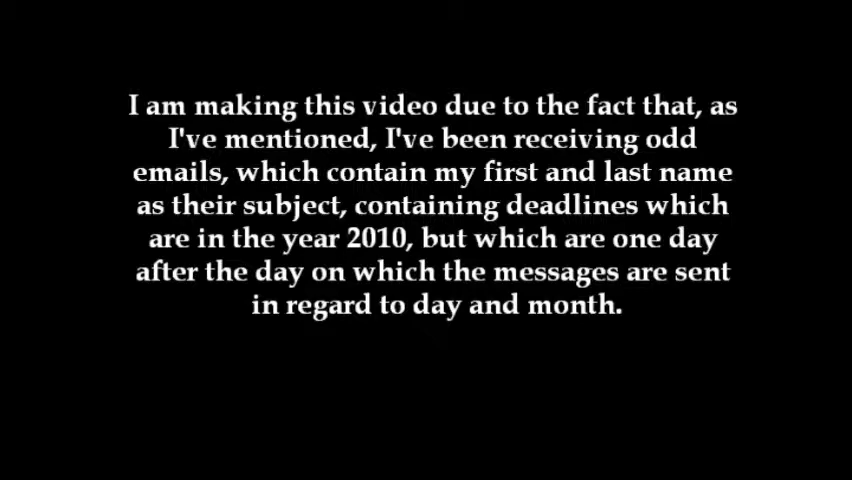 I am making this video due to the fact that, as
I've mentioned, I've been receiving odd
emails, which contain my first and last name
as their subject, containing deadlines which
are in the year 2010, but which are one day
after the day on which the messages are sent
in regard to day and month.